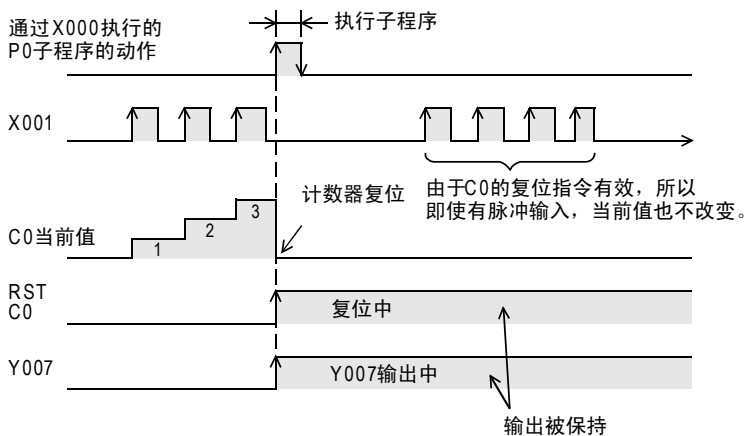 通过X000执行的
P0子程序的动作
执行子程序
X001
由于C0的复位指令有效，所以
即使有脉冲输入，当前值也不改变。
计数器复位
C0当前值
1
2
3
RST
C0
复位中
Y007
Y007输出中
输出被保持